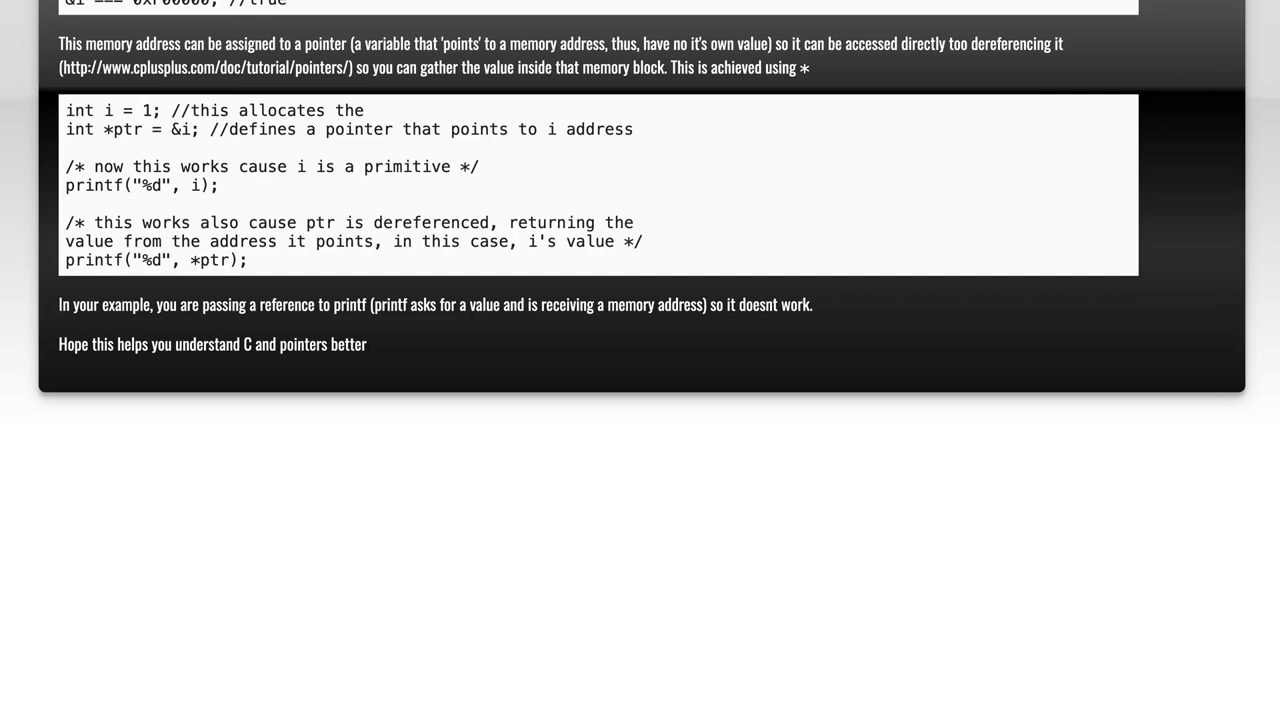 &i === 0xF00000; //true
This memory address can be assigned to a pointer (a variable that 'points' to a memory address, thus, have no it's own value) so it can be accessed directly too dereferencing it
(http://www.cplusplus.com/doc/tutorial/pointers/) so you can gather the value inside that memory block. This is achieved using *
int i = 1; //this allocates the
int *ptr = &i; //defines a pointer that points to i address
/* now this works cause i is a primitive */
printf("%d", i);
/* this works also cause ptr is dereferenced, returning the
value from the address it points, in this case, i's value */
printf("%d", *ptr);
In your example, you are passing a reference to printf (printf asks for a value and is receiving a memory address) so it doesnt work.
Hope this helps you understand C and pointers better